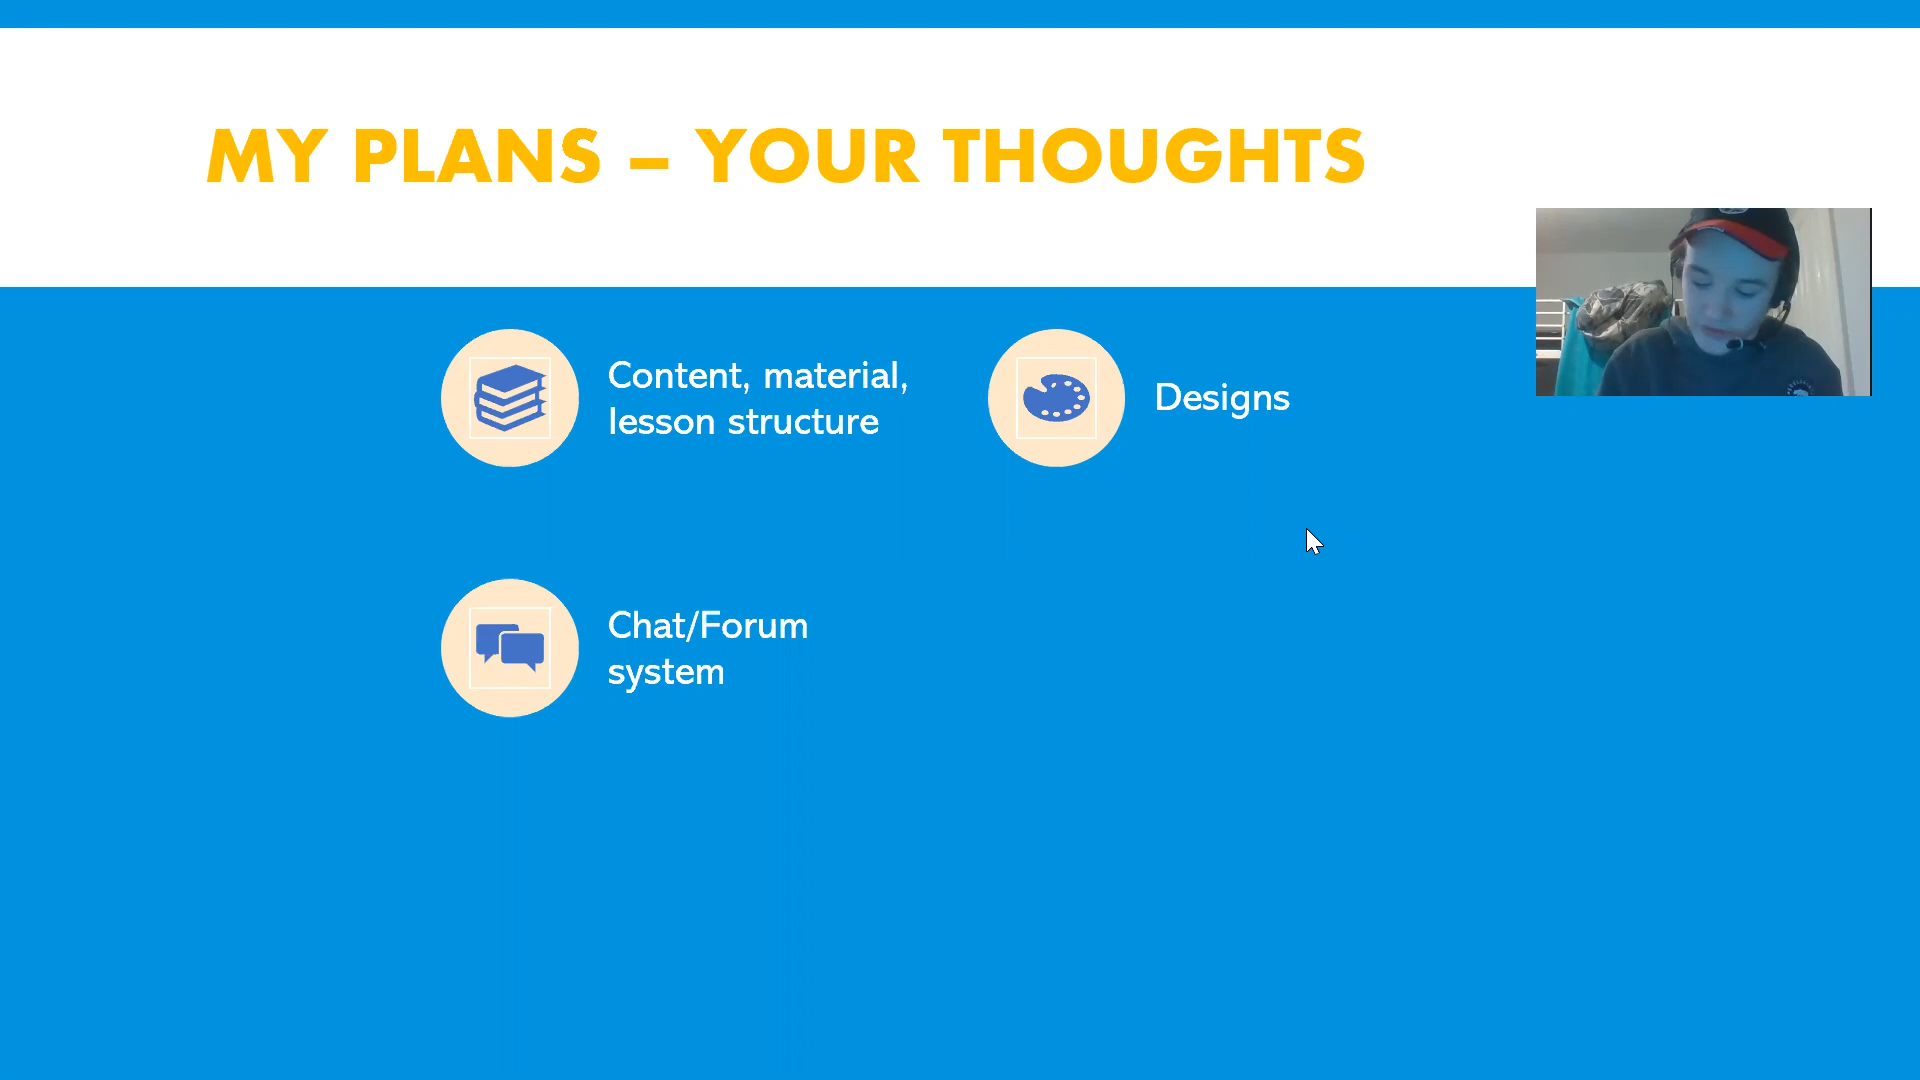 MY PLANS – YOUR THOUGHTS
Content, material,
lesson structure
Designs
Chat/Forum
system